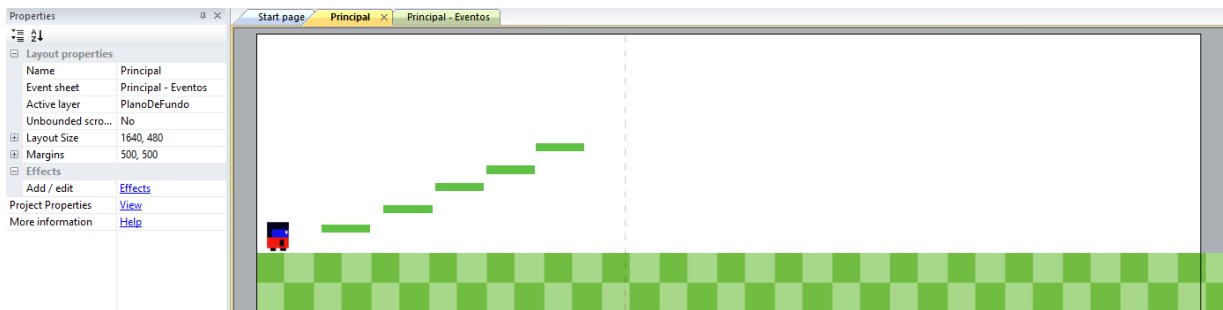 Properties
Start page
Principal
Principal - Eventos
Layout properties
Name Principal
Event sheet Principal - Eventos
Active layer PlanoDeFundo
Unbounded scro... No
Layout Size 1640, 480
Margins 500, 500
Effects
Add / edit Effects
Project Properties View
More information Help